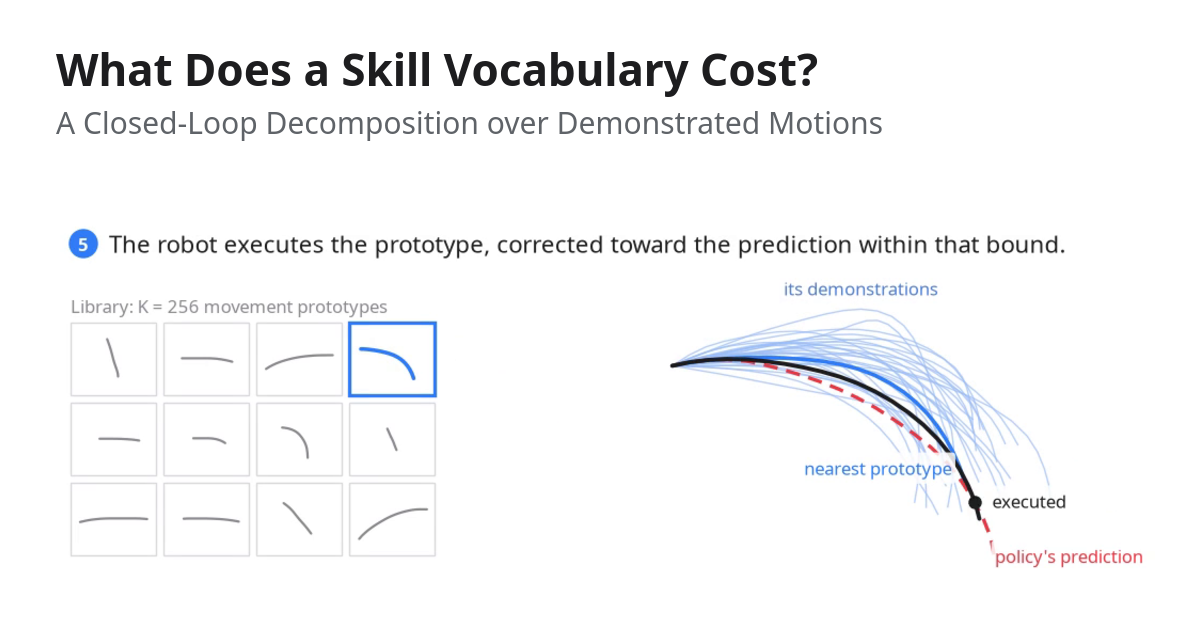 What Does a Skill Vocabulary Cost?
A Closed-Loop Decomposition over Demonstrated Motions
5 The robot executes the prototype, corrected toward the prediction within that bound.
Library: K = 256 movement prototypes
its demonstrations
nearest prototype
executed
policy's prediction